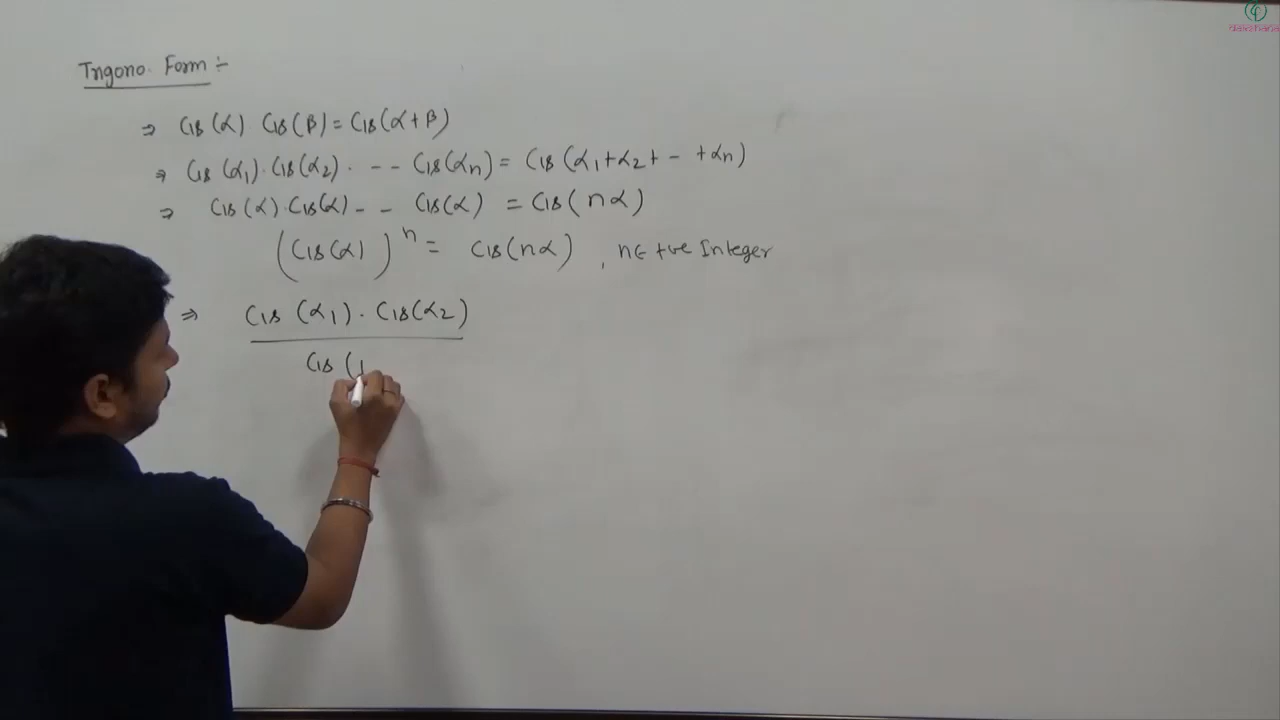 Trigono. Form :-
⇒ Cis (α) Cis (β) = Cis (α + β)
⇒ Cis (α₁) . Cis (α₂) . - - Cis (αn) = Cis (α₁ + α₂ + - + αn)
⇒ Cis (α) . Cis (α) - - Cis (α) = Cis (nα)
(Cis (α))ⁿ = Cis (nα) , n ∈ +ve Integer
⇒ Cis (α₁) . Cis (α₂)
Cis (